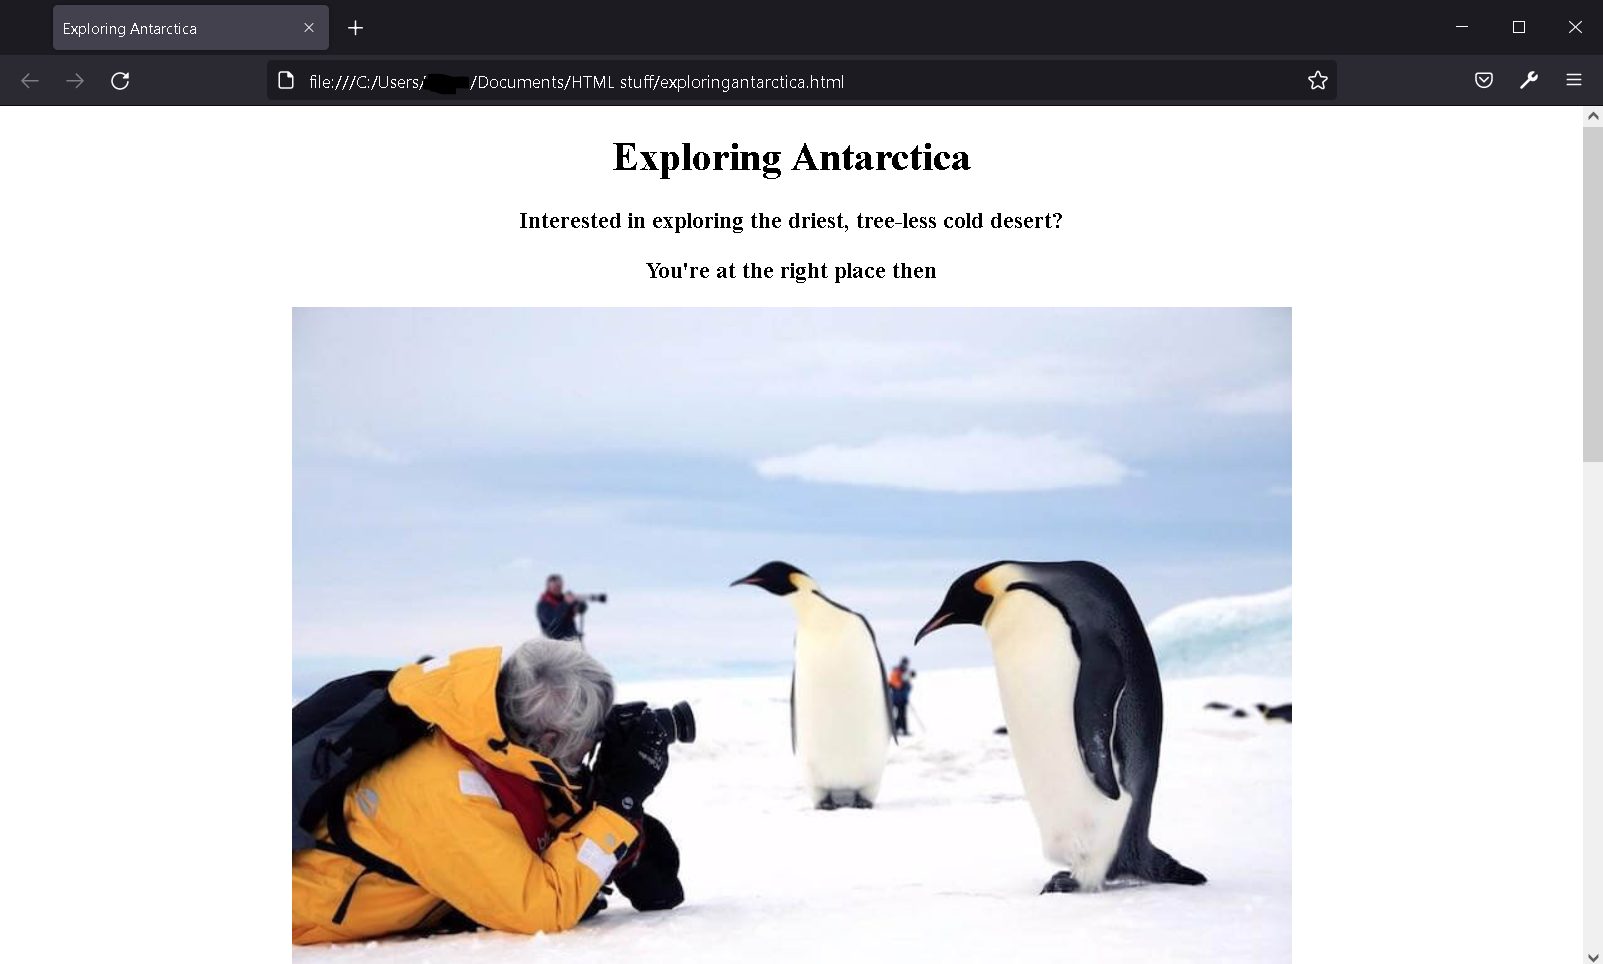 Exploring Antarctica
file:///C:/Users/ /Documents/HTML stuff/exploringantarctica.html
Exploring Antarctica
Interested in exploring the driest, tree-less cold desert?
You're at the right place then